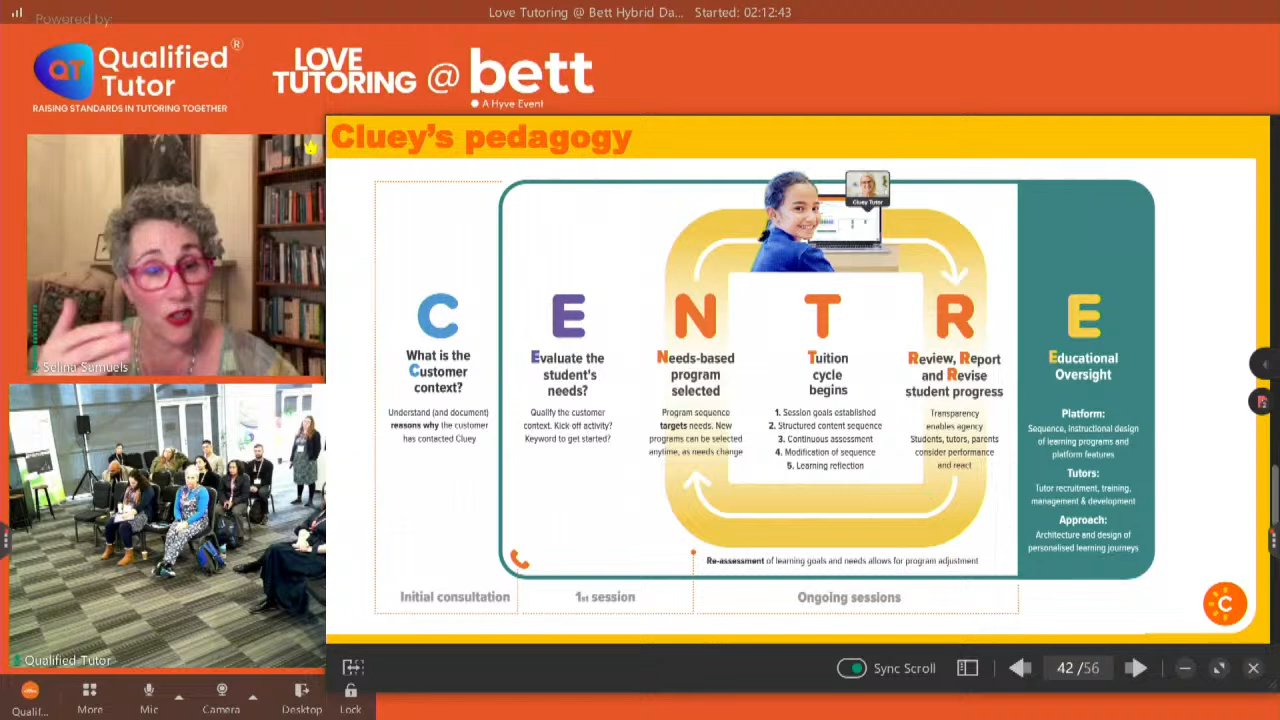 Love Tutoring @ Bett Hybrid Da... Started: 02:12:43
Powered by:
QT
Qualified
Tutor
®
RAISING STANDARDS IN TUTORING TOGETHER
LOVE
TUTORING
@
bett
A Hyve Event
Cluey's pedagogy
Cluey Tutor
C
What is the
Customer
context?
Understand (and document)
reasons why the customer
has contacted Cluey
E
Evaluate the
student's
needs?
Qualify the customer
context. Kick off activity?
Keyword to get started?
N
Needs-based
program
selected
Program sequence
targets needs. New
programs can be selected
anytime, as needs change
T
Tuition
cycle
begins
1. Session goals established
2. Structured content sequence
3. Continuous assessment
4. Modification of sequence
5. Learning reflection
R
Review, Report
and Revise
student progress
Transparency
enables agency
Students, tutors, parents
consider performance
and react
E
Educational
Oversight
Platform:
Sequence, instructional design
of learning programs and
platform features
Tutors:
Tutor recruitment, training,
management & development
Approach:
Architecture and design of
personalised learning journeys
Re-assessment of learning goals and needs allows for program adjustment
Initial consultation
1st session
Ongoing sessions
C
Selina Samuels
Qualified Tutor
Sync Scroll
42 /56
Qualif...
More
Mic
Camera
Desktop
Lock